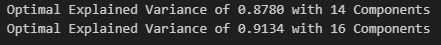 Optimal Explained Variance of 0.8780 with 14 Components
Optimal Explained Variance of 0.9134 with 16 Components